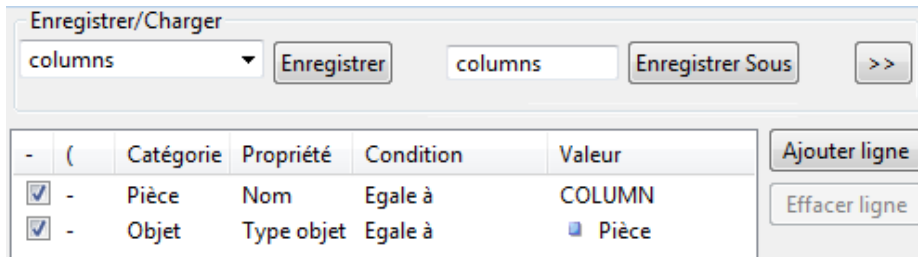 Enregistrer/Charger
columns Enregistrer columns Enregistrer Sous >>
- ( Catégorie Propriété Condition Valeur Ajouter ligne
- Pièce Nom Egale à COLUMN Effacer ligne
- Objet Type objet Egale à Pièce